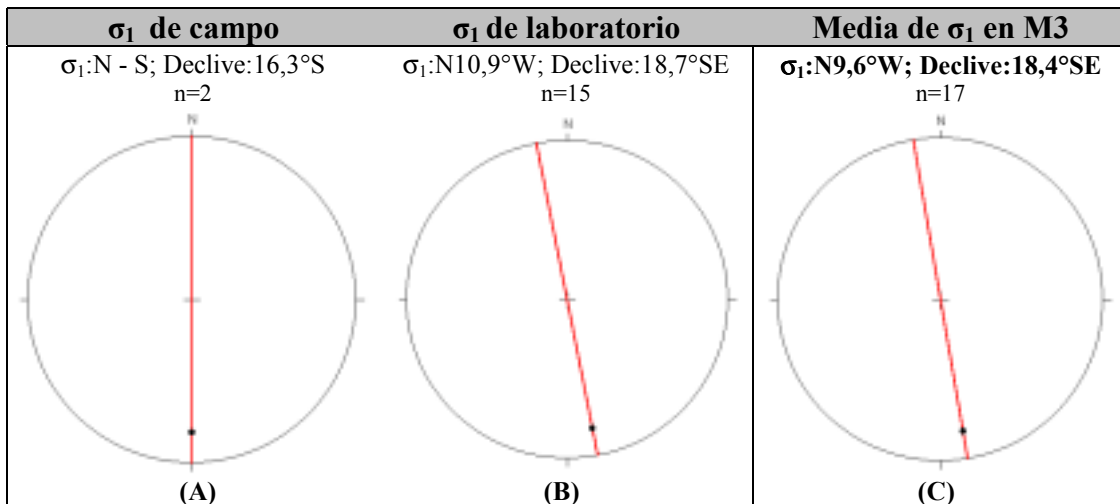 σ₁ de campo
σ₁ de laboratorio
Media de σ₁ en M3
σ₁:N - S; Declive:16,3°S
n=2
σ₁:N10,9°W; Declive:18,7°SE
n=15
σ₁:N9,6°W; Declive:18,4°SE
n=17
N
N
N
(A)
(B)
(C)